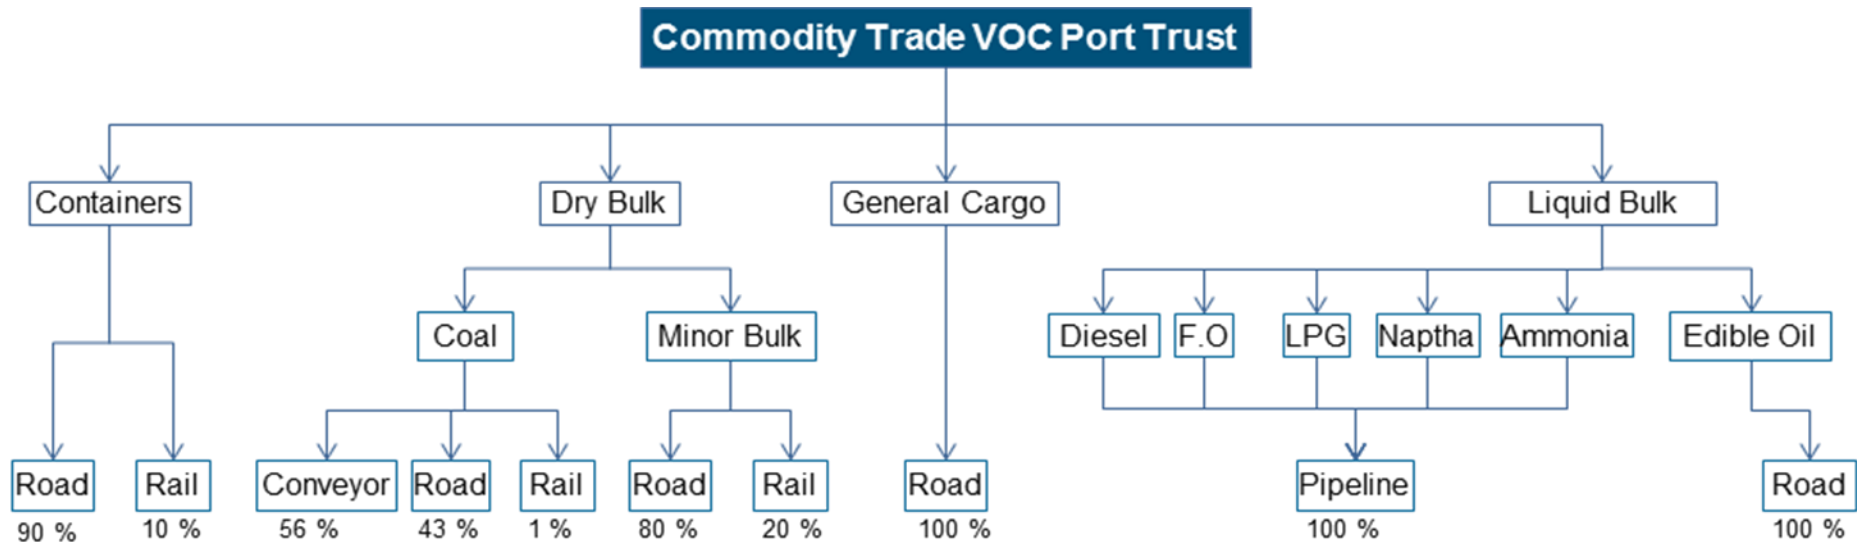 Commodity Trade VOC Port Trust
Containers
Dry Bulk
General Cargo
Liquid Bulk
Coal
Minor Bulk
Diesel
F.O
LPG
Naptha
Ammonia
Edible Oil
Road
Rail
Conveyor
Road
Rail
Road
Rail
Road
Pipeline
Road
90 %
10 %
56 %
43 %
1 %
80 %
20 %
100 %
100 %
100 %